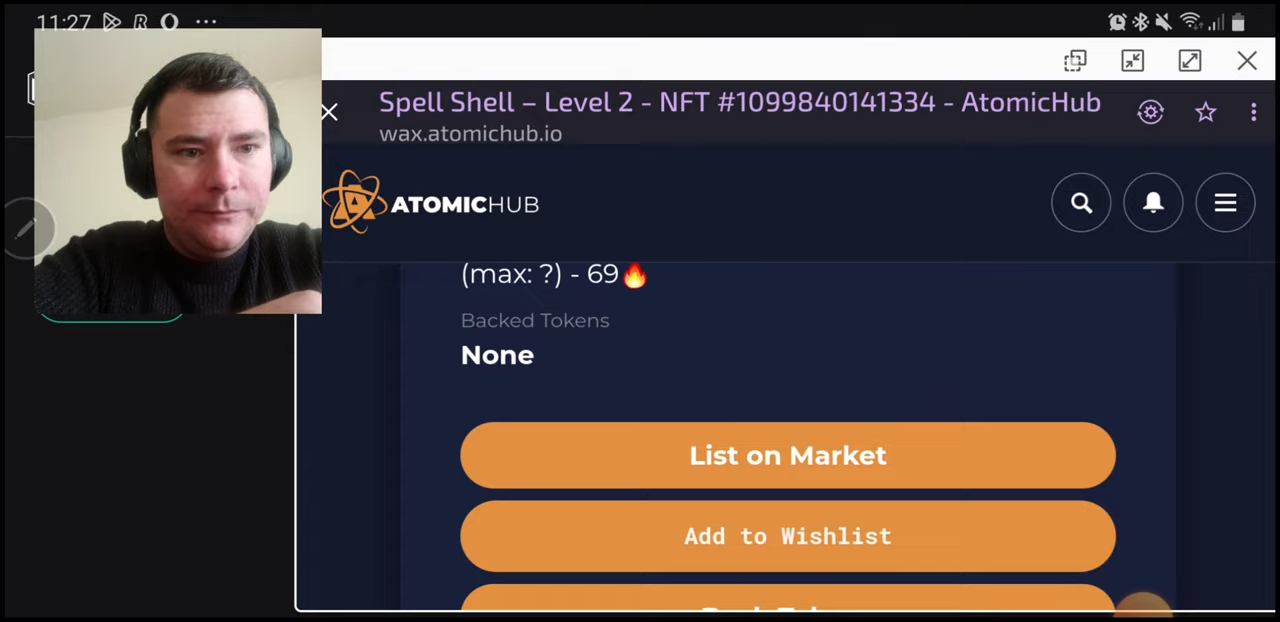 11:27
Spell Shell – Level 2 - NFT #1099840141334 - AtomicHub
wax.atomichub.io
ATOMICHUB
(max: ?) - 69🔥
Backed Tokens
None
List on Market
Add to Wishlist